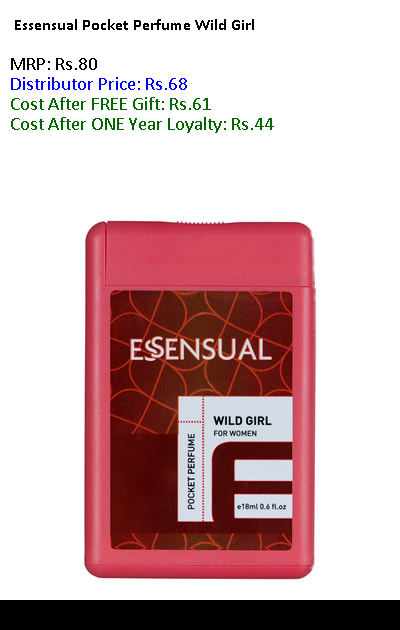 Essensual Pocket Perfume Wild Girl
MRP: Rs.80
Distributor Price: Rs.68
Cost After FREE Gift: Rs.61
Cost After ONE Year Loyalty: Rs.44
ESSENSUAL
WILD GIRL
FOR WOMEN
POCKET PERFUME
e18ml 0.6 fl.oz